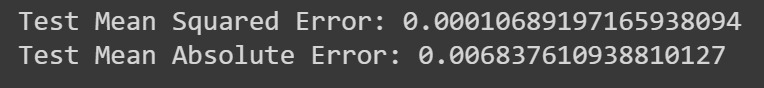 Test Mean Squared Error: 0.00010689197165938094
Test Mean Absolute Error: 0.006837610938810127